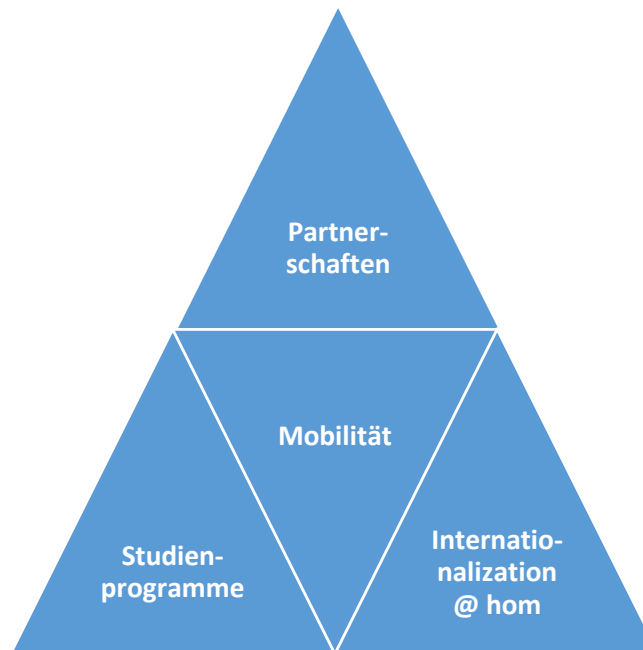 Partner-
schaften
Mobilität
Studien-
programme
Internatio-
nalization
@ hom